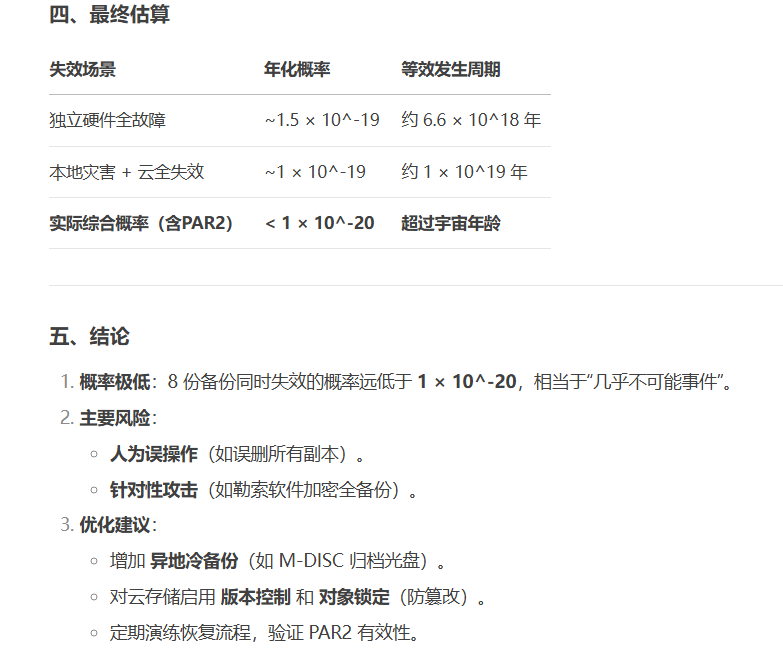 四、最终估算
失效场景 年化概率 等效发生周期
独立硬件全故障 ~1.5 × 10^-19 约 6.6 × 10^18 年
本地灾害 + 云全失效 ~1 × 10^-19 约 1 × 10^19 年
实际综合概率（含PAR2） < 1 × 10^-20 超过宇宙年龄
五、结论
1. 概率极低：8 份备份同时失效的概率远低于 1 × 10^-20，相当于“几乎不可能事件”。
2. 主要风险：
○ 人为误操作（如误删所有副本）。
○ 针对性攻击（如勒索软件加密全备份）。
3. 优化建议：
○ 增加 异地冷备份（如 M-DISC 归档光盘）。
○ 对云存储启用 版本控制 和 对象锁定（防篡改）。
○ 定期演练恢复流程，验证 PAR2 有效性。